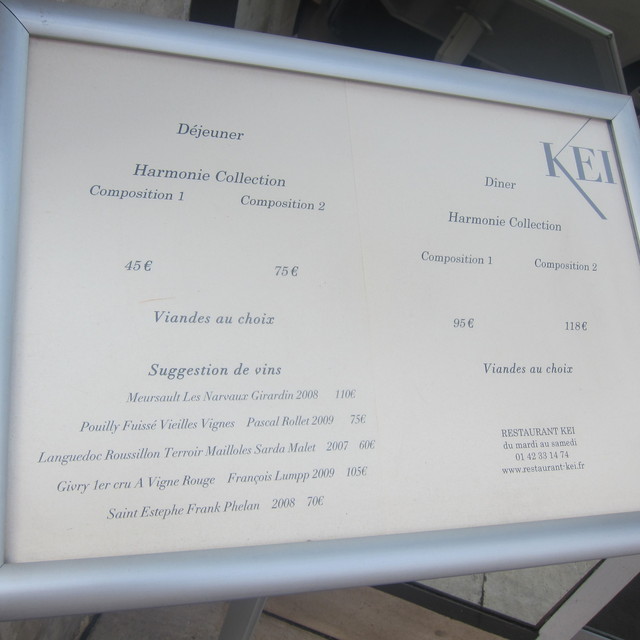 Déjeuner
Harmonie Collection
Composition 1 Composition 2
45 € 75 €
Viandes au choix
Suggestion de vins
Meursault Les Narvaux Girardin 2008 110€
Pouilly Fuissé Vieilles Vignes Pascal Rollet 2009 75€
Languedoc Roussillon Terroir Mailloles Sarda Malet 2007 60€
Givry 1er cru A Vigne Rouge François Lumpp 2009 105€
Saint Estephe Frank Phelan 2008 70€
KEI
Dîner
Harmonie Collection
Composition 1 Composition 2
95 € 118 €
Viandes au choix
RESTAURANT KEI
du mardi au samedi
01 42 33 14 74
www.restaurant-kei.fr